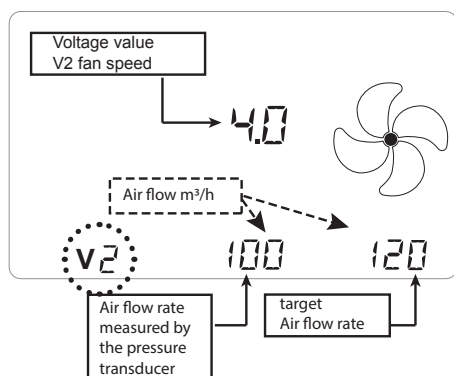 Voltage value
V2 fan speed
4.0
Air flow m³/h
V2
100
120
Air flow rate
measured by
the pressure
transducer
target
Air flow rate